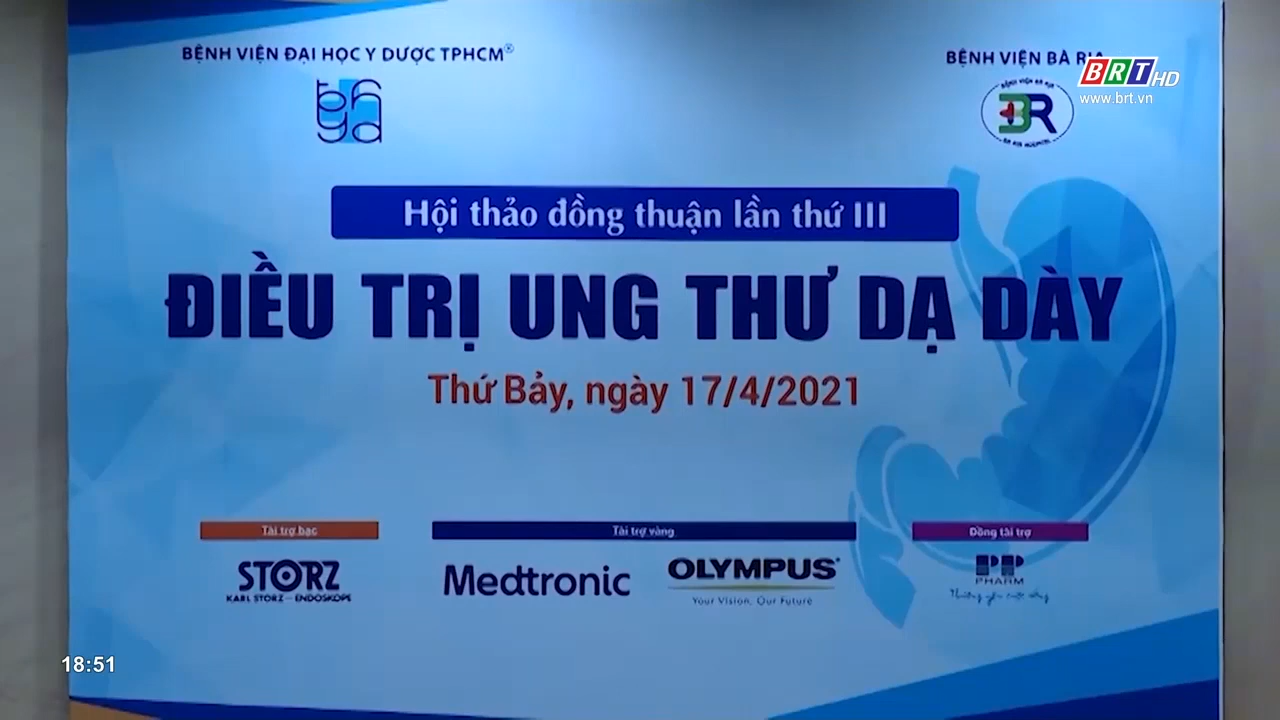 BỆNH VIỆN ĐẠI HỌC Y DƯỢC TPHCM®
BỆNH VIỆN BÀ RỊA
BRT HD
www.brt.vn
BR
Hội thảo đồng thuận lần thứ III
ĐIỀU TRỊ UNG THƯ DẠ DÀY
Thứ Bảy, ngày 17/4/2021
Tài trợ bạc
Tài trợ vàng
Đồng tài trợ
STORZ
KARL STORZ — ENDOSKOPE
Medtronic
OLYMPUS
Your Vision, Our Future
PP
PHARM
18:51